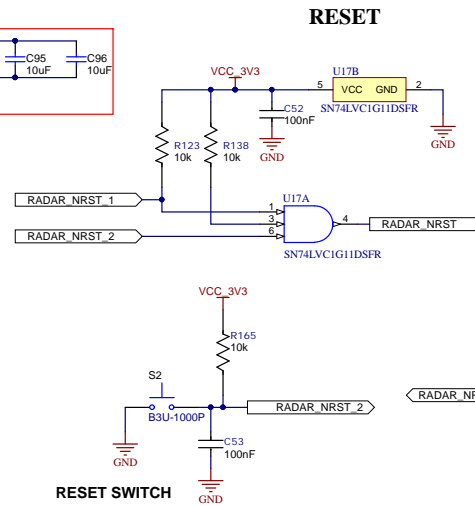 RESET
C95
10uF
C96
10uF
VCC_3V3
U17B
5
VCC
GND
2
SN74LVC1G11DSFR
C52
100nF
GND
GND
R123
10k
R138
10k
RADAR_NRST_1
U17A
1
3
6
4
RADAR_NRST
RADAR_NRST_2
SN74LVC1G11DSFR
VCC_3V3
R165
10k
S2
B3U-1000P
RADAR_NRST_2
GND
C53
100nF
GND
RESET SWITCH